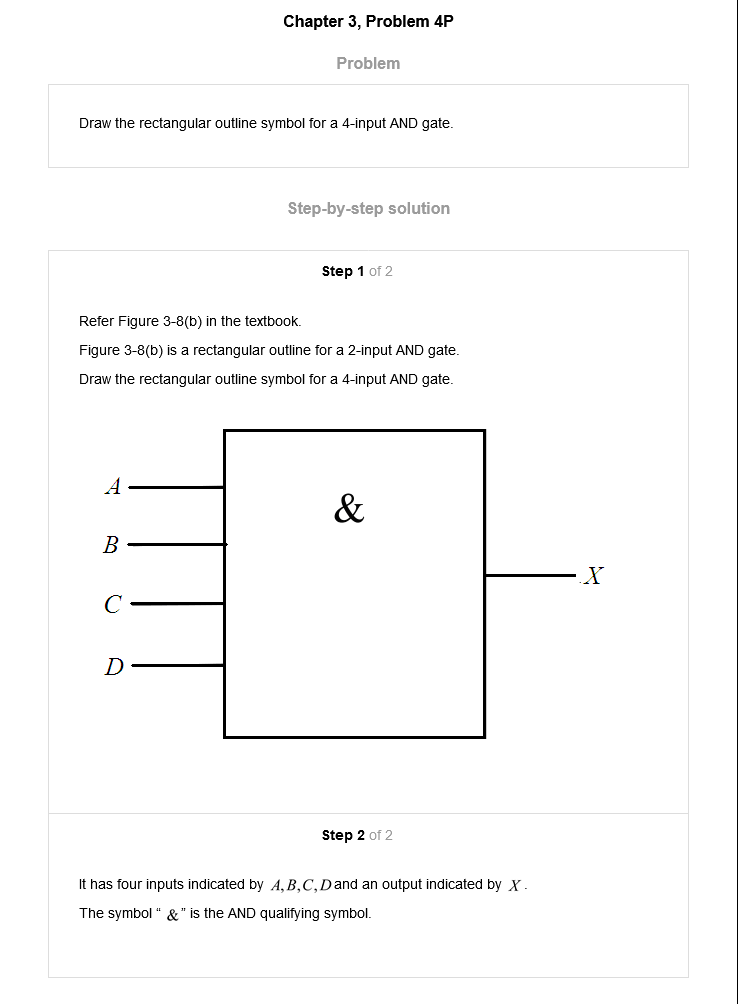 Chapter 3, Problem 4P
Problem
Draw the rectangular outline symbol for a 4-input AND gate.
Step-by-step solution
Step 1 of 2
Refer Figure 3-8(b) in the textbook.
Figure 3-8(b) is a rectangular outline for a 2-input AND gate.
Draw the rectangular outline symbol for a 4-input AND gate.
A
&
B
X
C
D
Step 2 of 2
It has four inputs indicated by A,B,C,D and an output indicated by X.
The symbol “ &” is the AND qualifying symbol.